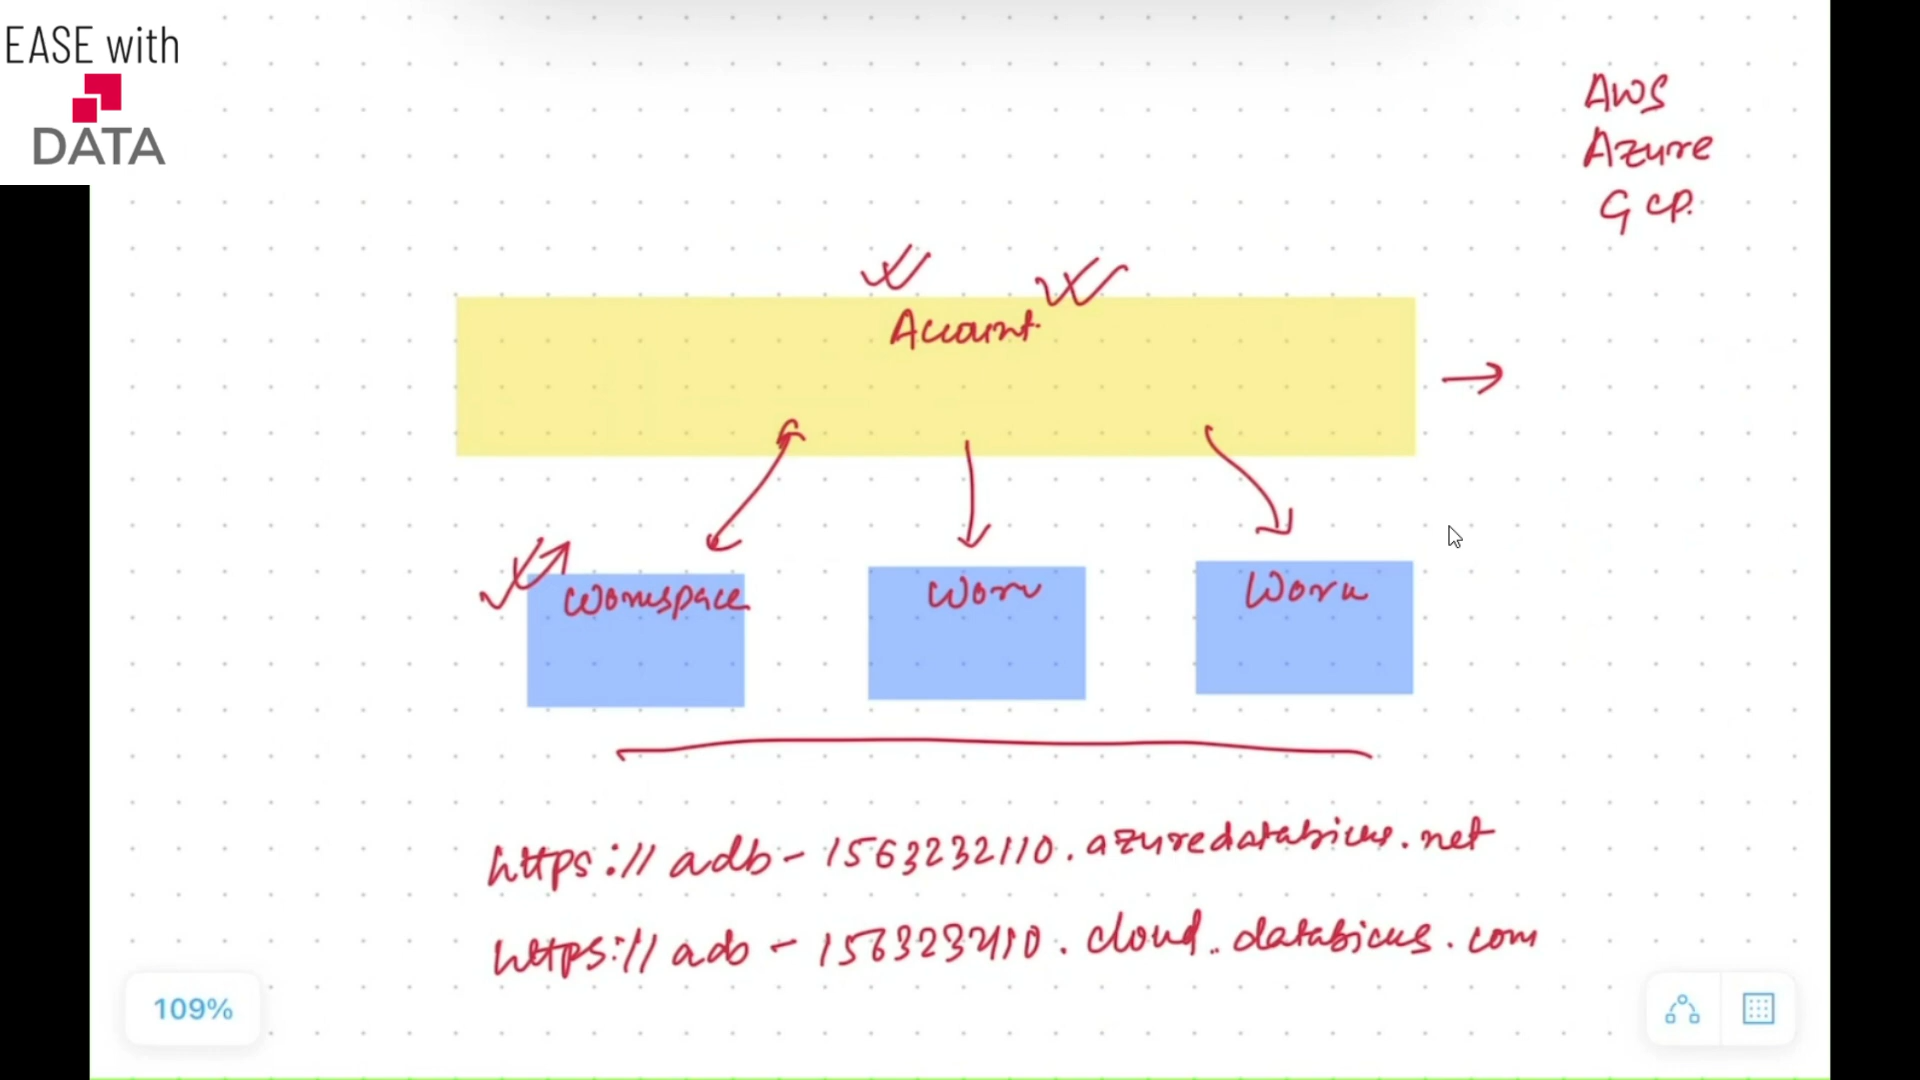 EASE with
DATA
AWS
Azure
GCP.
Account
Workspace
Work
Work
https://adb-1563232110.azuredatabricks.net
https://adb-1563232110.cloud.databricks.com
109%